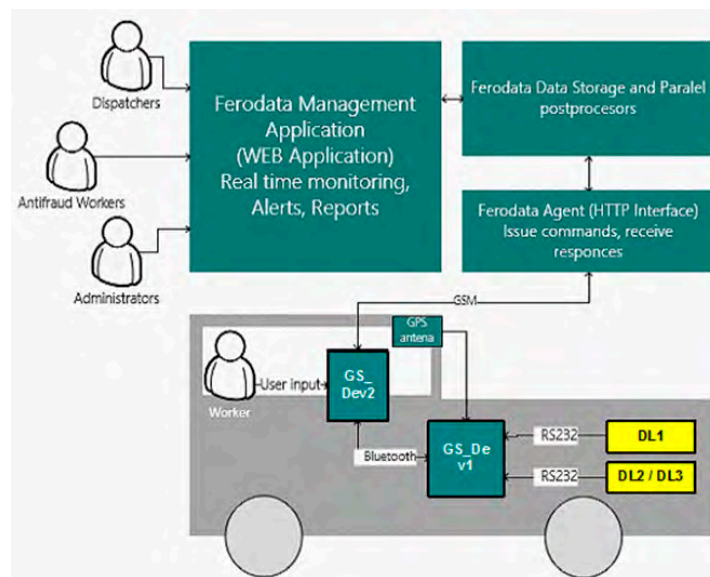 Dispatchers
Antifraud Workers
Administrators
Ferodata Management
Application
(WEB Application)
Real time monitoring,
Alerts, Reports
Ferodata Data Storage and Paralel
postprocesors
Ferodata Agent (HTTP Interface)
Issue commands, receive
responces
GSM
GPS
antena
Worker
User input
GS_
Dev2
Bluetooth
GS_De
v1
RS232
DL1
RS232
DL2 / DL3